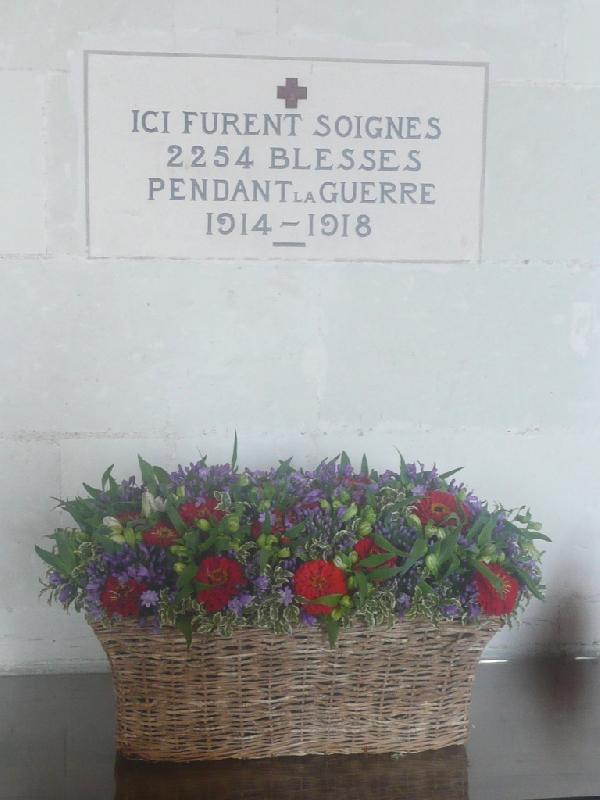 ICI FURENT SOIGNES
2254 BLESSES
PENDANT LA GUERRE
1914 - 1918